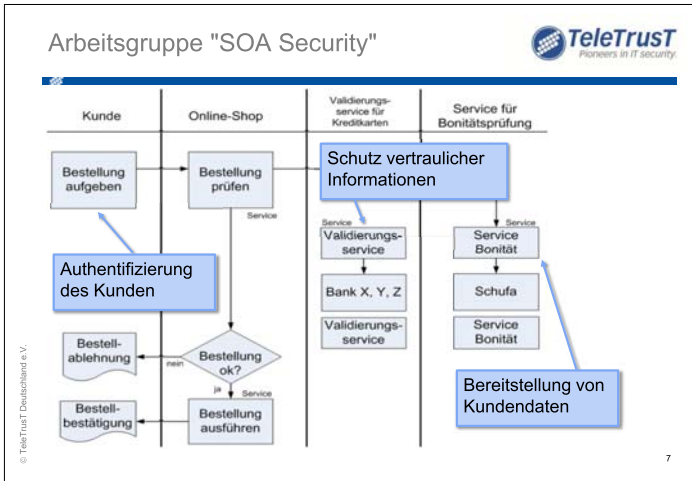 Arbeitsgruppe "SOA Security"
TeleTrusT
Pioneers in IT security.
Kunde
Online-Shop
Validierungs-
service für
Kreditkarten
Service für
Bonitätsprüfung
Bestellung
aufgeben
Bestellung
prüfen
Service
Schutz vertraulicher
Informationen
Service
Validierungs-
service
Service
Service
Bonität
Authentifizierung
des Kunden
Bank X, Y, Z
Schufa
Validierungs-
service
Service
Bonität
Bestell-
ablehnung
nein
Bestellung
ok?
ja
Service
Bestell-
bestätigung
Bestellung
ausführen
Bereitstellung von
Kundendaten
© TeleTrusT Deutschland e.V.
7